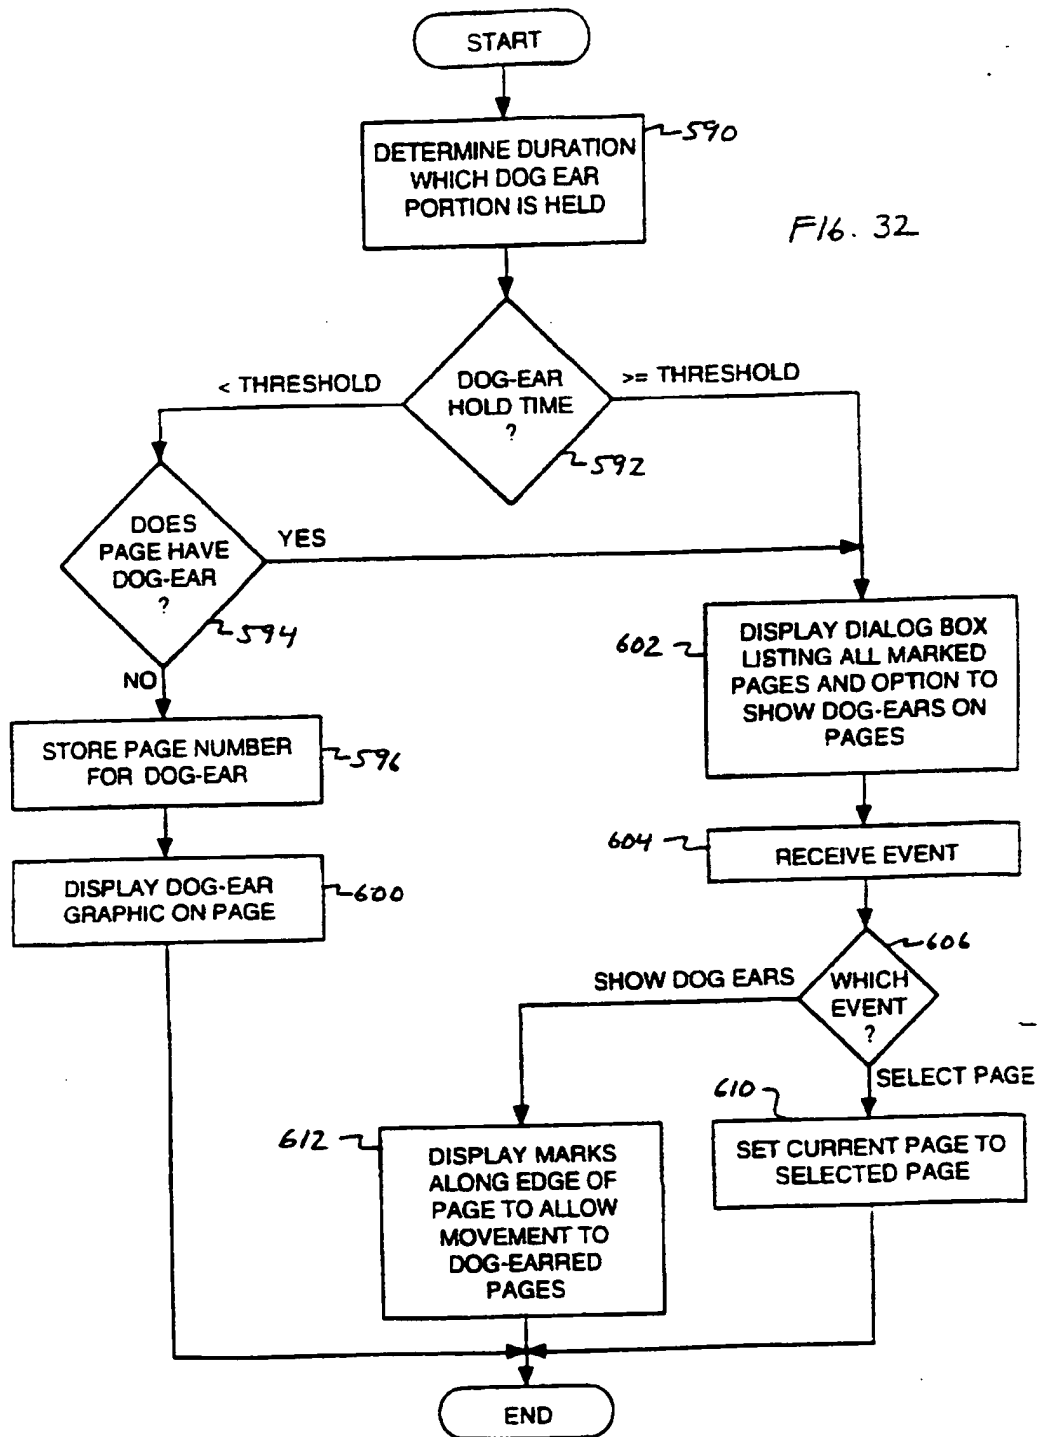 START
590
DETERMINE DURATION
WHICH DOG EAR
PORTION IS HELD
FIG. 32
< THRESHOLD
DOG-EAR
HOLD TIME
?
>= THRESHOLD
592
DOES
PAGE HAVE
DOG-EAR
?
YES
594
NO
602
DISPLAY DIALOG BOX
LISTING ALL MARKED
PAGES AND OPTION TO
SHOW DOG-EARS ON
PAGES
STORE PAGE NUMBER
FOR DOG-EAR
596
604
RECEIVE EVENT
DISPLAY DOG-EAR
GRAPHIC ON PAGE
600
606
SHOW DOG EARS
WHICH
EVENT
?
SELECT PAGE
610
SET CURRENT PAGE TO
SELECTED PAGE
612
DISPLAY MARKS
ALONG EDGE OF
PAGE TO ALLOW
MOVEMENT TO
DOG-EARRED
PAGES
END